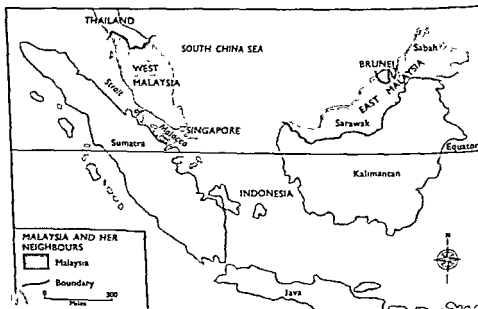 THAILAND
SOUTH CHINA SEA
WEST
MALAYSIA
Strait
Malacca
SINGAPORE
Sumatra
BRUNEI
Sabah
EAST MALAYSIA
Sarawak
Equator
Kalimantan
INDONESIA
Java
MALAYSIA AND HER
NEIGHBOURS
Malaysia
Boundary
0 300
Miles
N